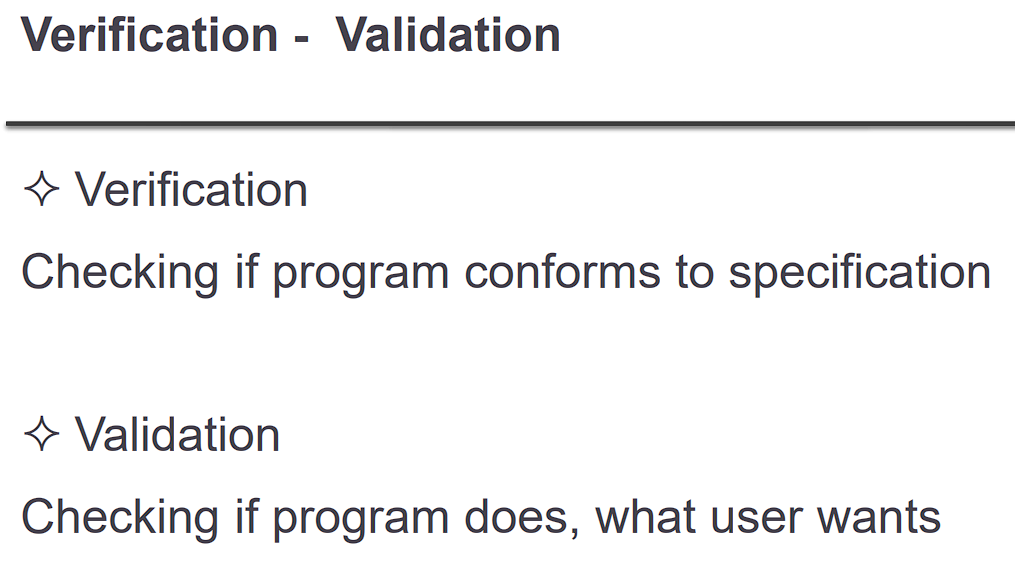 Verification -  Validation
✧ Verification
Checking if program conforms to specification
✧ Validation
Checking if program does, what user wants